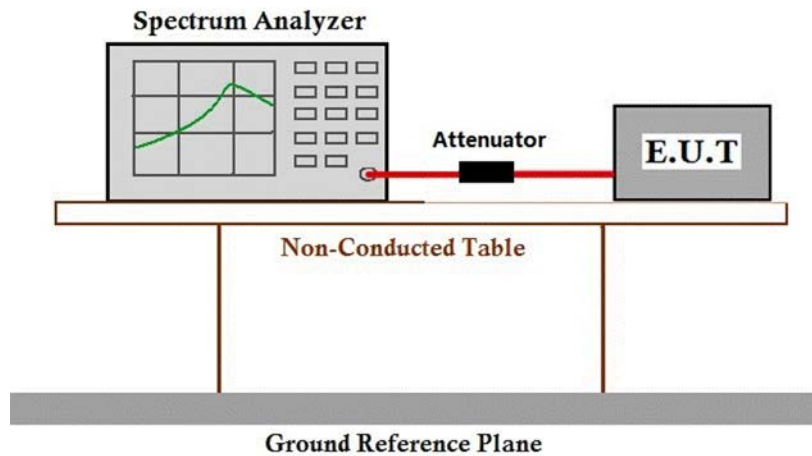 Spectrum Analyzer
Attenuator
E.U.T
Non-Conducted Table
Ground Reference Plane